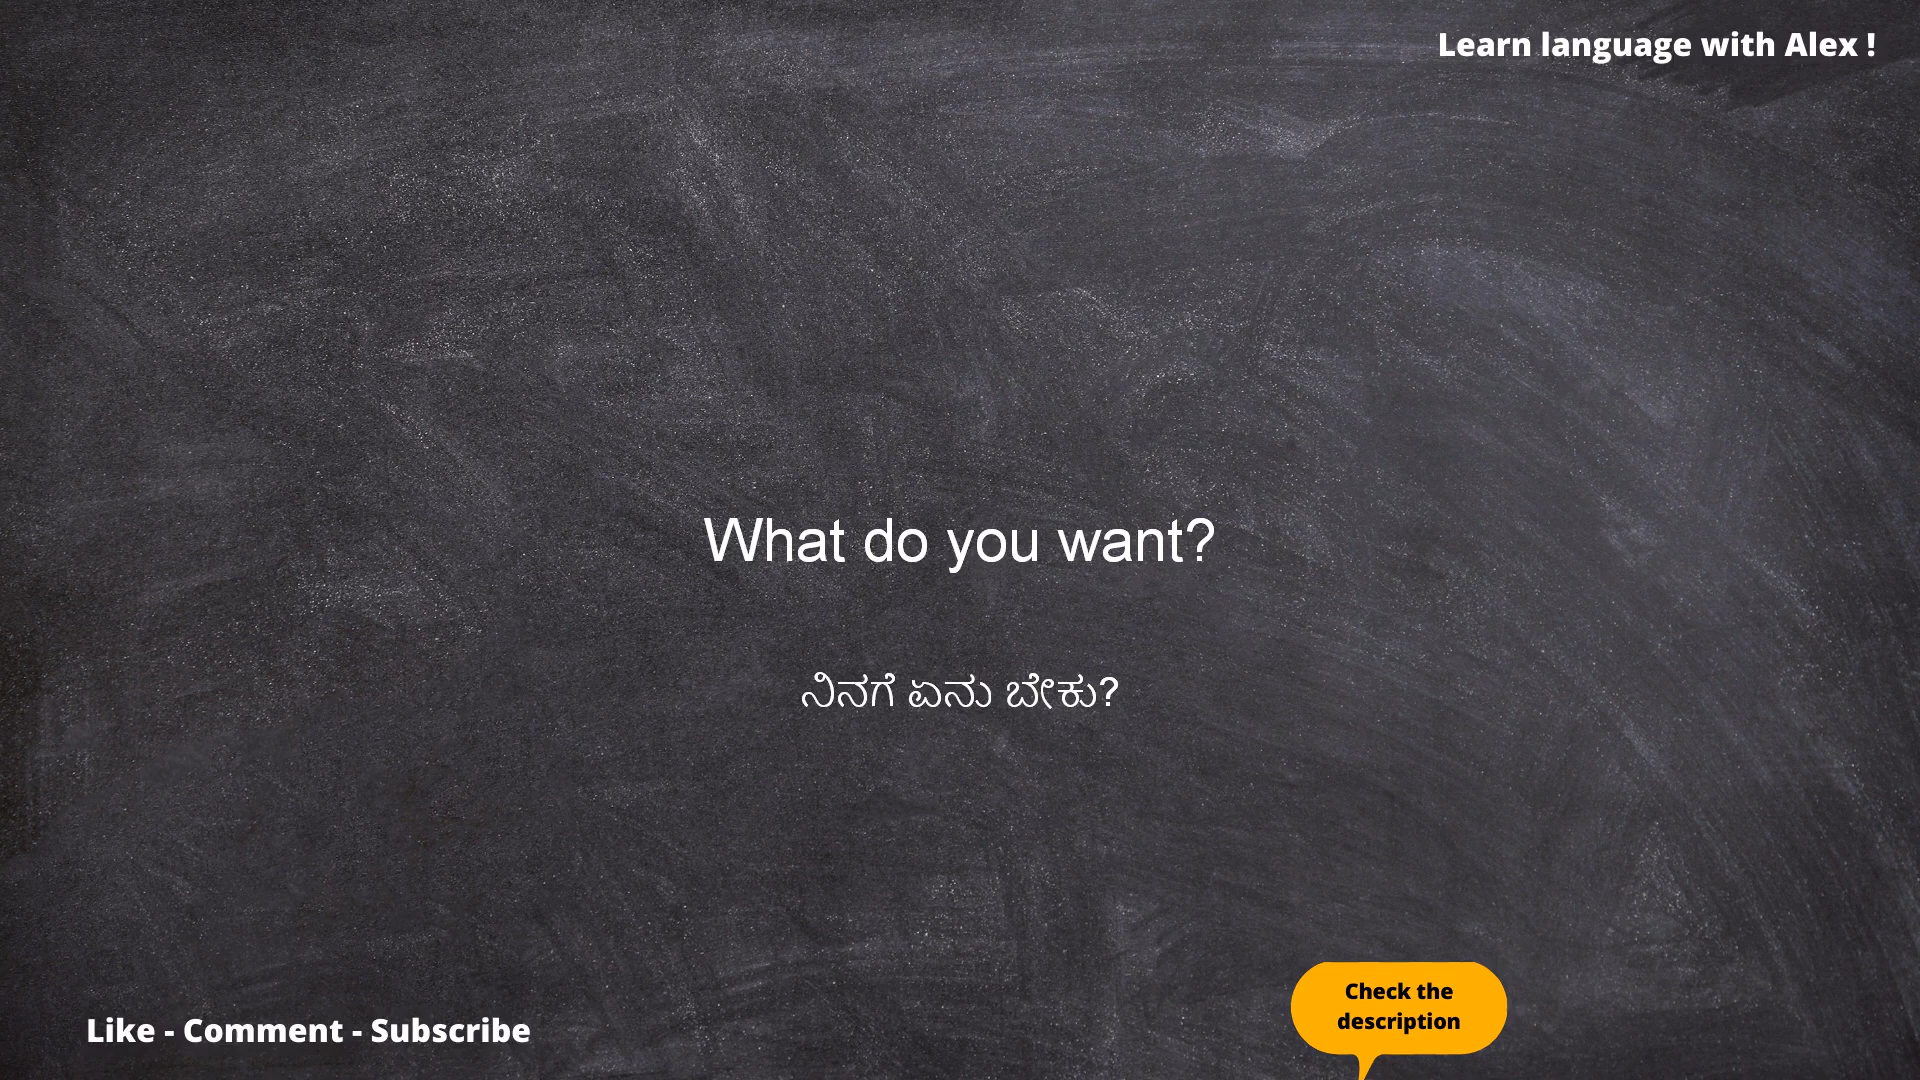 Learn language with Alex !
What do you want?
ನಿನಗೆ ಏನು ಬೇಕು?
Check the
description
Like - Comment - Subscribe